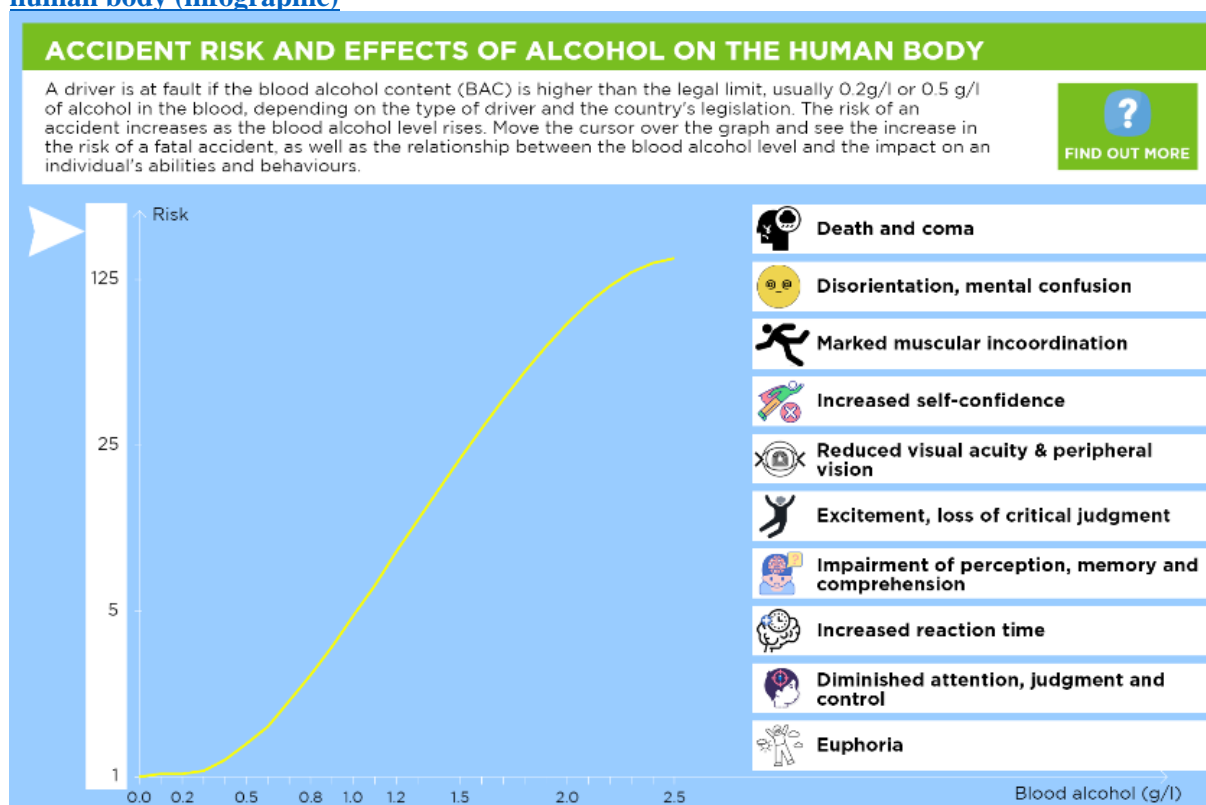 human body (infographic)
ACCIDENT RISK AND EFFECTS OF ALCOHOL ON THE HUMAN BODY
A driver is at fault if the blood alcohol content (BAC) is higher than the legal limit, usually 0.2g/l or 0.5 g/l
of alcohol in the blood, depending on the type of driver and the country's legislation. The risk of an
accident increases as the blood alcohol level rises. Move the cursor over the graph and see the increase in
the risk of a fatal accident, as well as the relationship between the blood alcohol level and the impact on an
individual's abilities and behaviours.
?
FIND OUT MORE
Risk
125
25
5
1
0.0 0.2 0.5 0.8 1.0 1.2 1.5 2.0 2.5
Blood alcohol (g/l)
Death and coma
Disorientation, mental confusion
Marked muscular incoordination
Increased self-confidence
Reduced visual acuity & peripheral
vision
Excitement, loss of critical judgment
Impairment of perception, memory and
comprehension
Increased reaction time
Diminished attention, judgment and
control
Euphoria